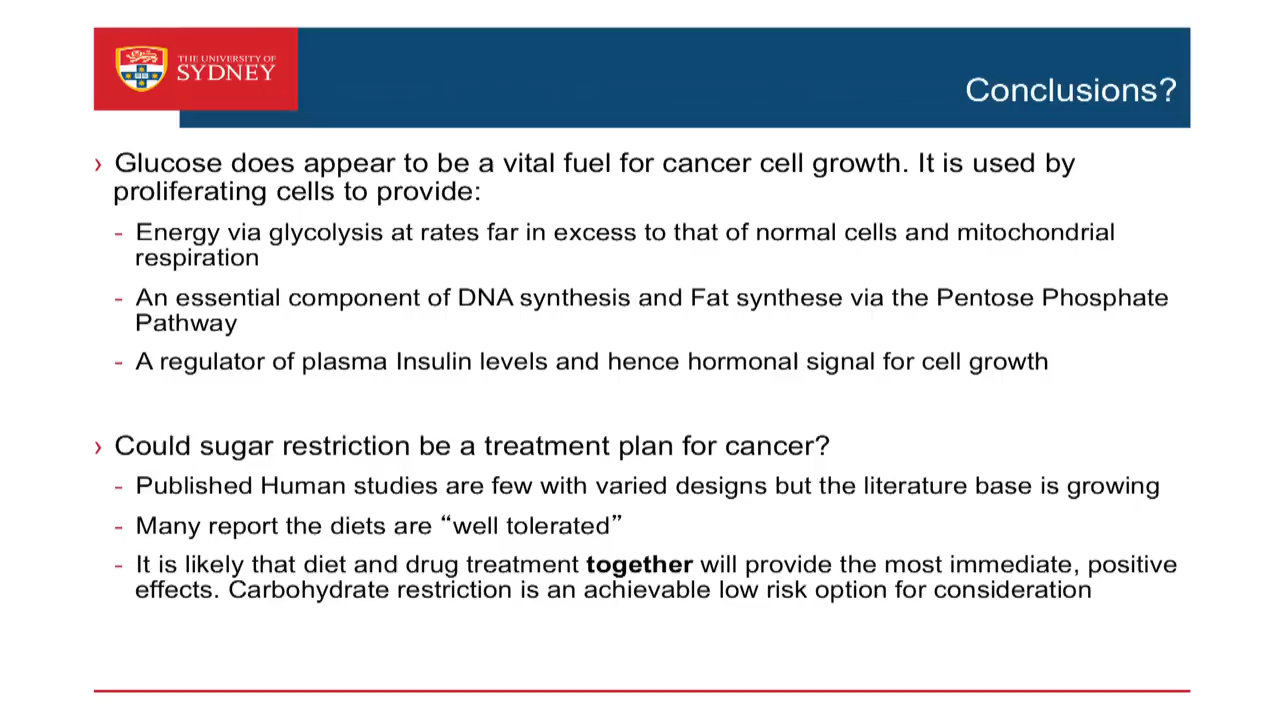 THE UNIVERSITY OF
SYDNEY
Conclusions?
› Glucose does appear to be a vital fuel for cancer cell growth. It is used by
proliferating cells to provide:
- Energy via glycolysis at rates far in excess to that of normal cells and mitochondrial
respiration
- An essential component of DNA synthesis and Fat synthese via the Pentose Phosphate
Pathway
- A regulator of plasma Insulin levels and hence hormonal signal for cell growth
› Could sugar restriction be a treatment plan for cancer?
- Published Human studies are few with varied designs but the literature base is growing
- Many report the diets are “well tolerated”
- It is likely that diet and drug treatment together will provide the most immediate, positive
effects. Carbohydrate restriction is an achievable low risk option for consideration